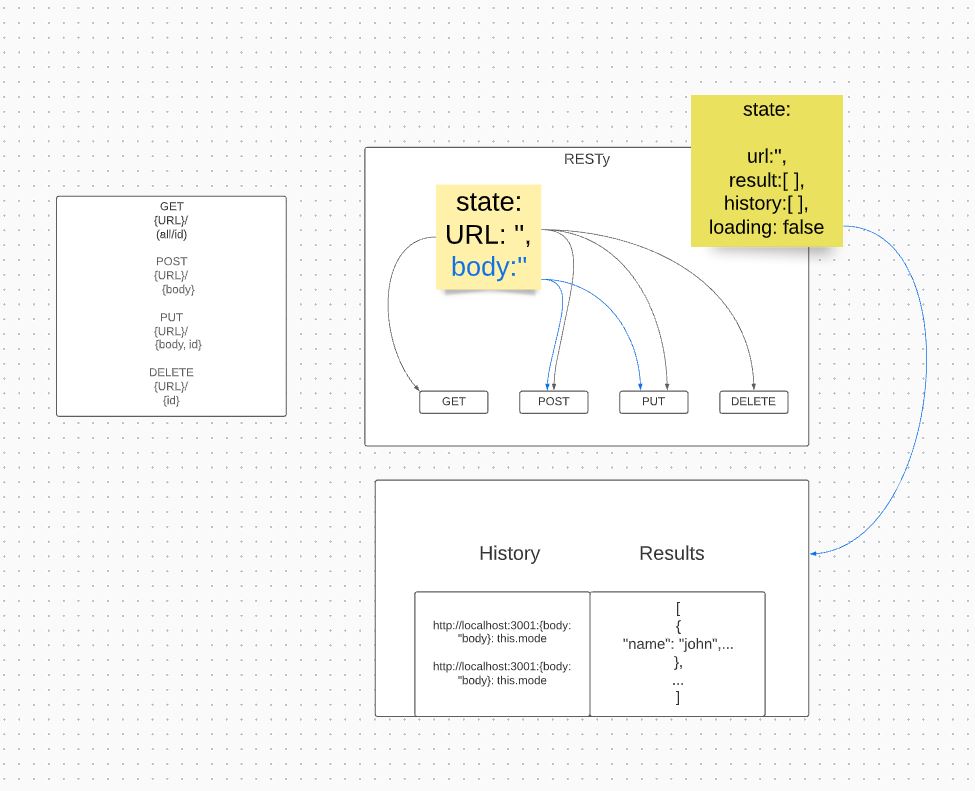 GET
{URL}/
(all/id)
POST
{URL}/
{body}
PUT
{URL}/
{body, id}
DELETE
{URL}/
{id}
RESTy
state:
URL: '',
body:''
state:
url:'',
result:[ ],
history:[ ],
loading: false
GET
POST
PUT
DELETE
History
Results
http://localhost:3001:{body:
"body}: this.mode
http://localhost:3001:{body:
"body}: this.mode
[
{
"name": "john",...
},
...
]